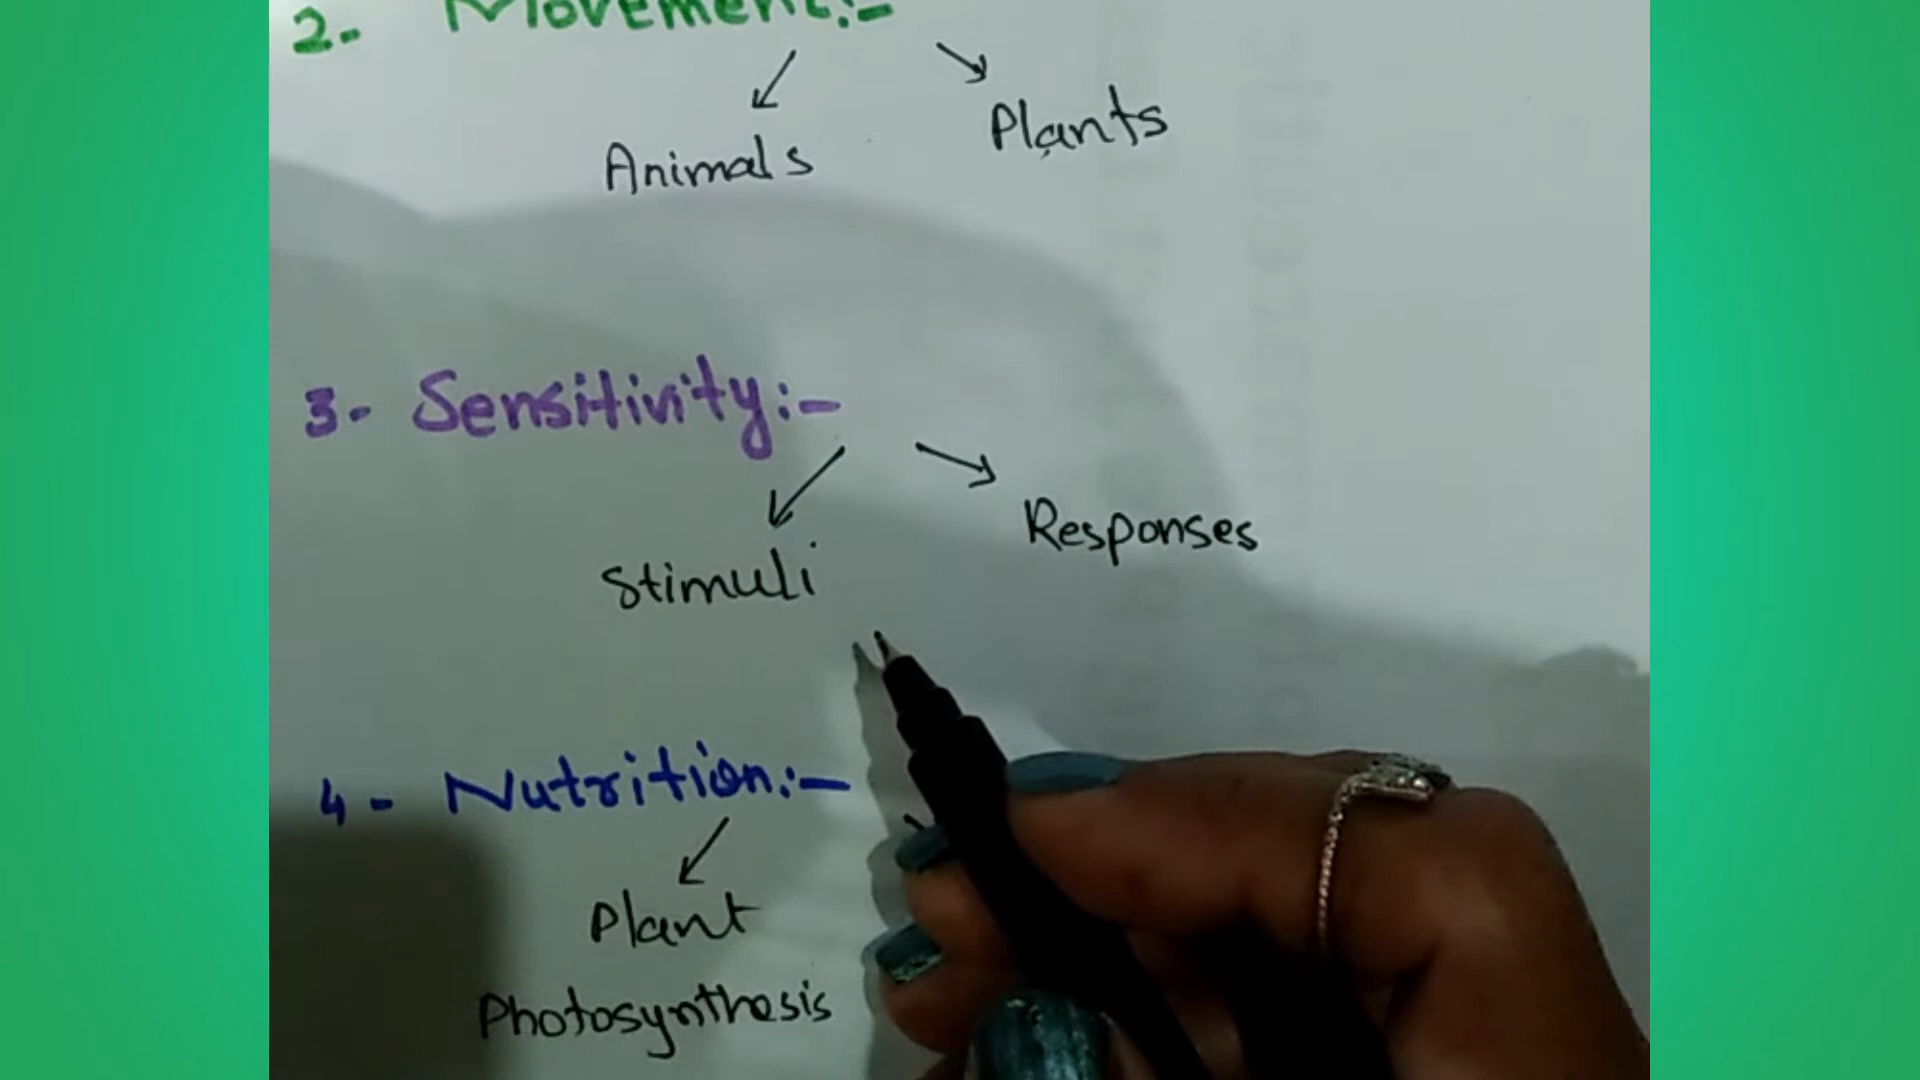 2- Movement:-
Animals
Plants
3- Sensitivity:-
Stimuli
Responses
4- Nutrition:-
Plant
Photosynthesis